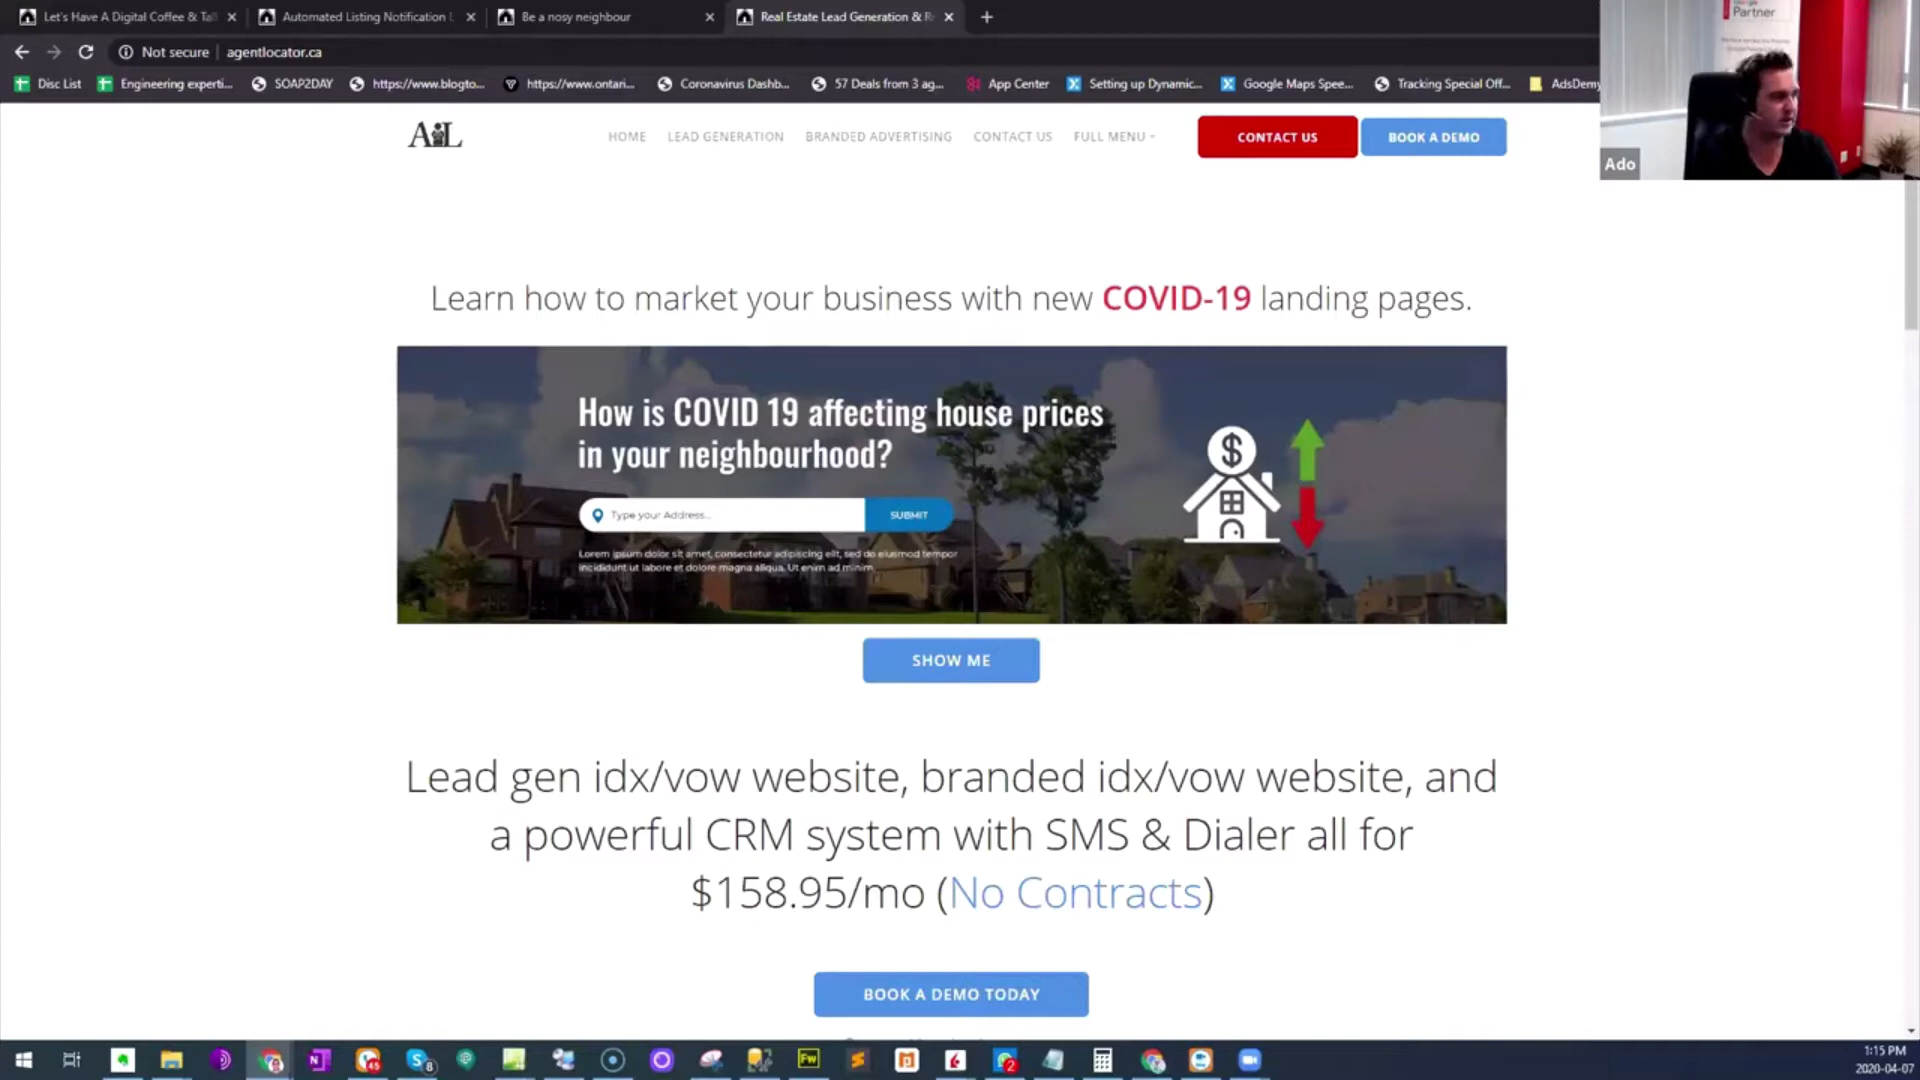 Let's Have A Digital Coffee & Tal
Automated Listing Notification
Be a nosy neighbour
Real Estate Lead Generation & R
Not secure
agentlocator.ca
Disc List
Engineering experti...
SOAP2DAY
https://www.blogto...
https://www.ontari...
Coronavirus Dashb...
57 Deals from 3 ag...
App Center
Setting up Dynamic...
Google Maps Spee...
Tracking Special Off...
AdsDemy
Partner
Ado
AiL
HOME
LEAD GENERATION
BRANDED ADVERTISING
CONTACT US
FULL MENU
CONTACT US
BOOK A DEMO
Learn how to market your business with new COVID-19 landing pages.
How is COVID 19 affecting house prices
in your neighbourhood?
Type your Address...
SUBMIT
Lorem ipsum dolor sit amet, consectetur adipiscing elit, sed do eiusmod tempor
incididunt ut labore et dolore magna aliqua. Ut enim ad minim
SHOW ME
Lead gen idx/vow website, branded idx/vow website, and
a powerful CRM system with SMS & Dialer all for
$158.95/mo (No Contracts)
BOOK A DEMO TODAY
45
8
Fw
2
1:15 PM
2020-04-07